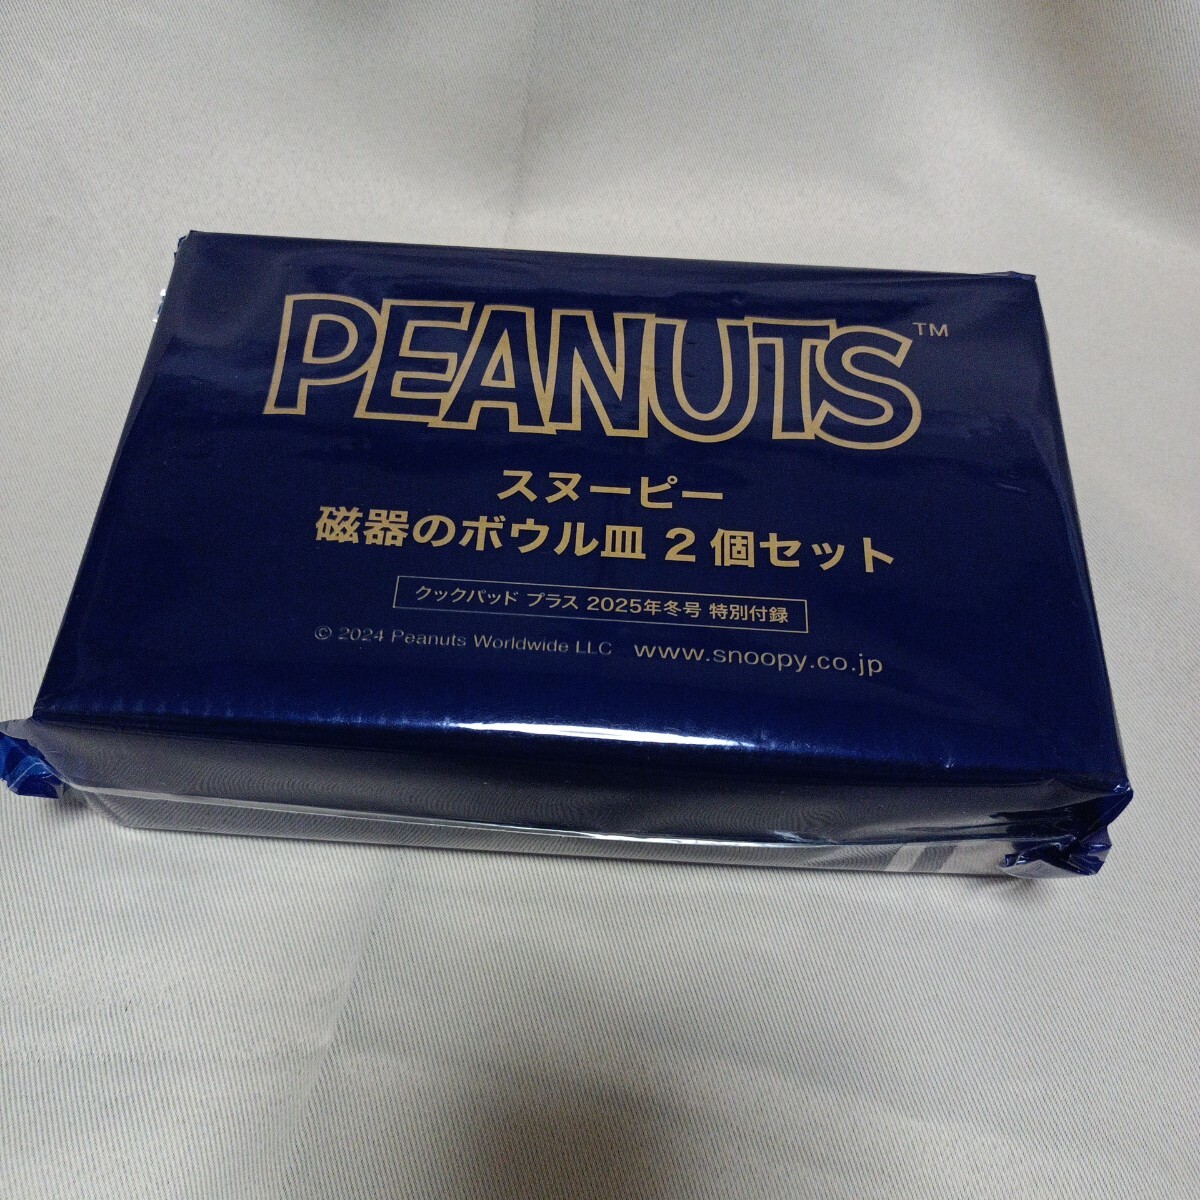 PEANUTS™
スヌーピー
磁器のボウル皿 2個セット
クックパッド プラス 2025年冬号 特別付録
© 2024 Peanuts Worldwide LLC www.snoopy.co.jp